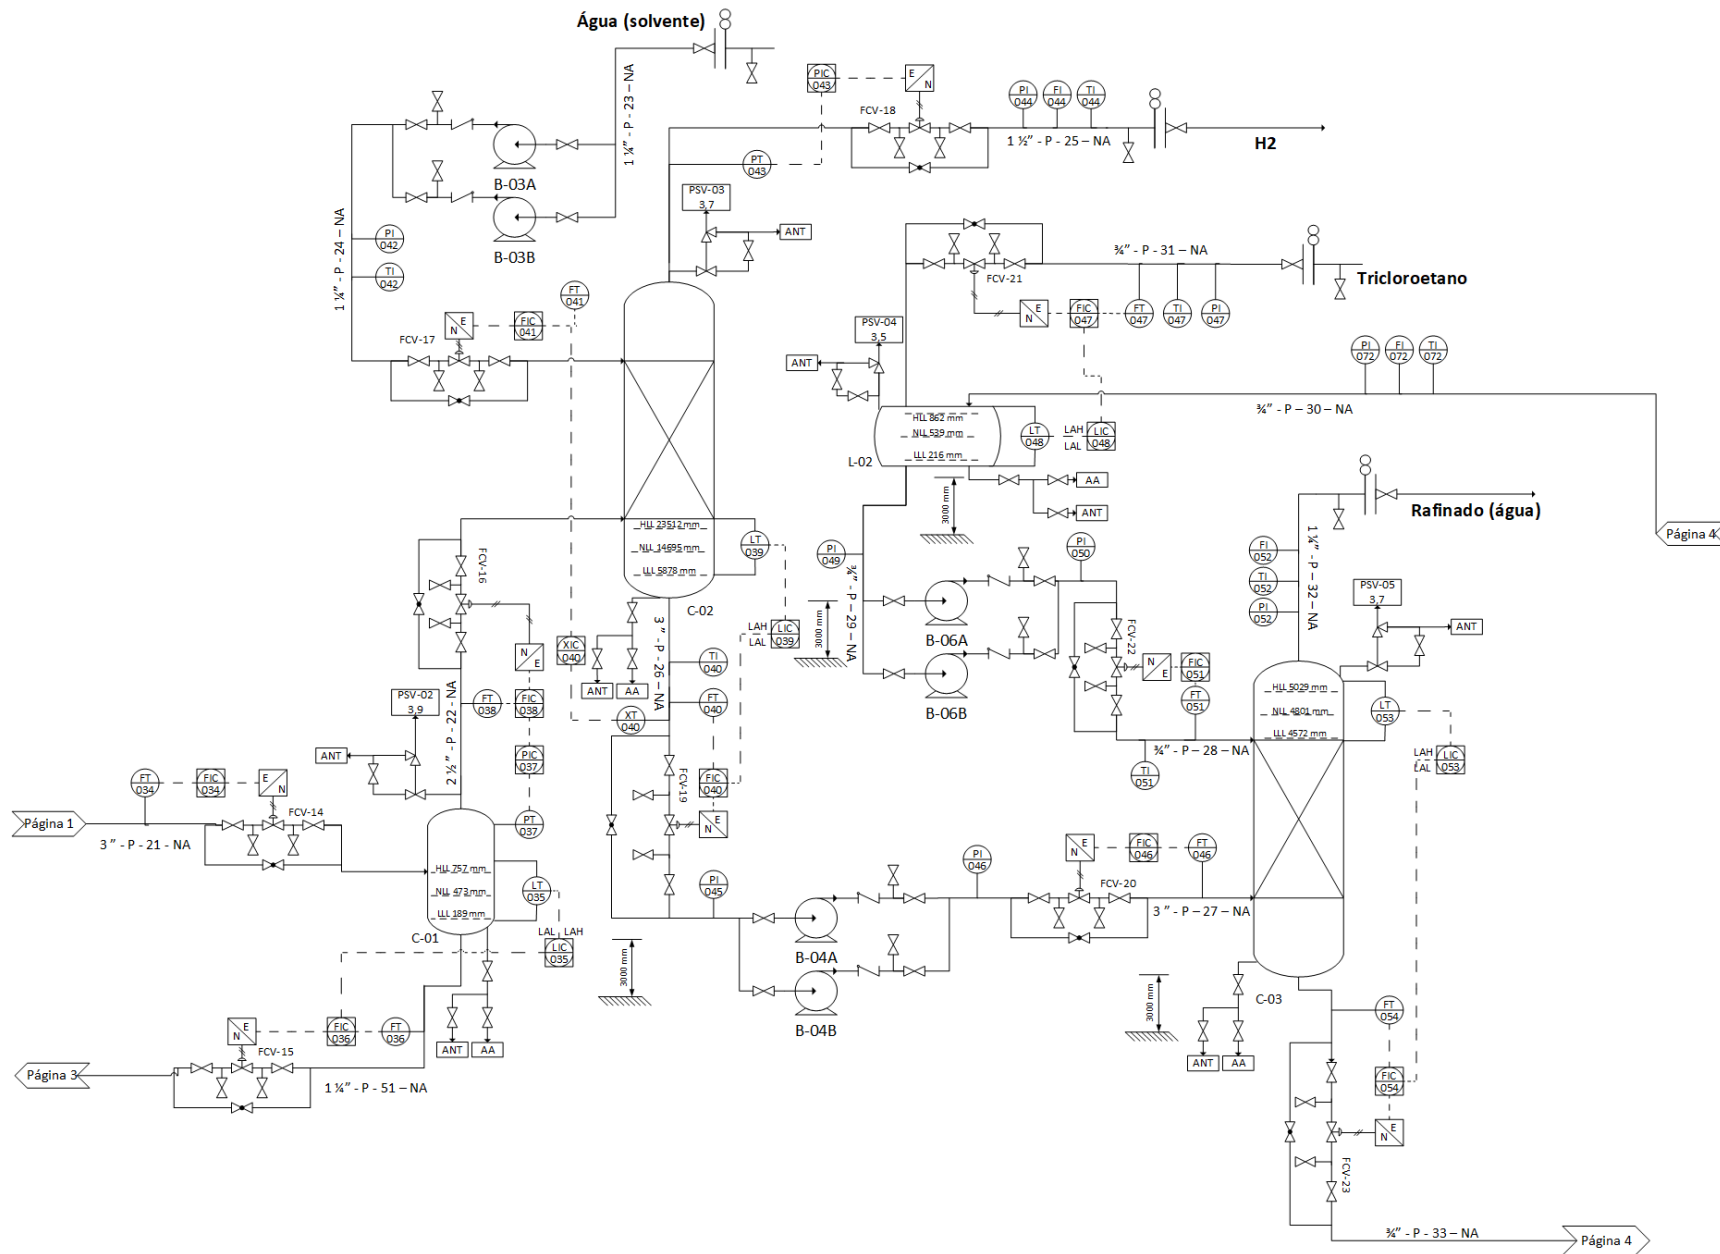 Água (solvente)
1 ¼” - P - 23 – NA
B-03A
B-03B
1 ¼” - P - 24 – NA
PI
042
TI
042
FT
041
FIC
041
E
N
FCV-17
PIC
043
E
N
FCV-18
PI
044
FI
044
TI
044
1 ½” - P - 25 – NA
H2
PT
043
PSV-03
3,7
ANT
¾” - P - 31 – NA
Tricloroetano
FCV-21
E
N
FIC
047
FT
047
TI
047
PI
047
PSV-04
3,5
ANT
PI
072
FI
072
TI
072
¾” - P – 30 – NA
HLL 862 mm
NLL 539 mm
LLL 216 mm
L-02
LT
048
LAH
LAL
LIC
048
AA
ANT
3000 mm
Rafinado (água)
Página 4
HLL 23512 mm
NLL 14695 mm
LLL 5878 mm
C-02
LT
039
LAH
LAL
LIC
039
3000 mm
PI
049
¾” - P – 29 – NA
B-06A
B-06B
PI
050
FCV-22
N
E
FIC
051
FT
051
TI
051
¾” - P – 28 – NA
FI
052
TI
052
PI
052
1 ¼” - P – 32 – NA
PSV-05
3,7
ANT
HLL 5029 mm
NLL 4801 mm
LLL 4572 mm
LT
053
LAH
LAL
LIC
053
FCV-16
N
E
FIC
038
FT
038
PIC
037
PT
037
PSV-02
3,9
ANT
2 ½” - P - 22 - NA
XIC
040
ANT
AA
3 ” - P - 26 – NA
XT
040
TI
040
FT
040
FIC
040
E
N
FCV-19
PI
045
Página 1
3 ” - P - 21 - NA
FT
034
FIC
034
E
N
FCV-14
HLL 757 mm
NLL 473 mm
LLL 189 mm
C-01
LT
035
LAL
LAH
LIC
035
3000 mm
ANT
AA
FT
036
FIC
036
E
N
FCV-15
Página 3
1 ¼” - P - 51 – NA
B-04A
B-04B
PI
046
E
N
FIC
046
FT
046
FCV-20
3 ” - P – 27 – NA
C-03
3000 mm
ANT
AA
FT
054
FIC
054
E
N
FCV-23
¾” - P – 33 – NA
Página 4